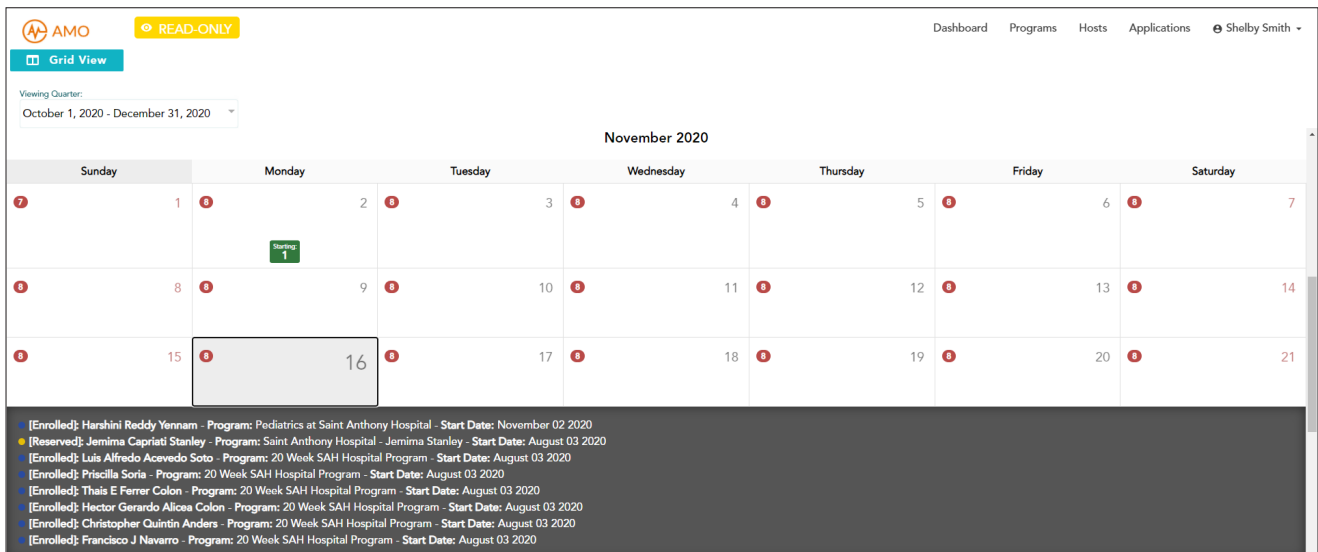 AMO READ-ONLY Dashboard Programs Hosts Applications Shelby Smith
Grid View
Viewing Quarter:
October 1, 2020 - December 31, 2020
November 2020
Sunday Monday Tuesday Wednesday Thursday Friday Saturday
7 1 8 2 8 3 8 4 8 5 8 6 8 7
Starting:
1
8 8 8 9 8 10 8 11 8 12 8 13 8 14
8 15 8 16 8 17 8 18 8 19 8 20 8 21
[Enrolled]: Harshini Reddy Yennam - Program: Pediatrics at Saint Anthony Hospital - Start Date: November 02 2020
[Reserved]: Jemima Capriati Stanley - Program: Saint Anthony Hospital - Jemima Stanley - Start Date: August 03 2020
[Enrolled]: Luis Alfredo Acevedo Soto - Program: 20 Week SAH Hospital Program - Start Date: August 03 2020
[Enrolled]: Priscilla Soria - Program: 20 Week SAH Hospital Program - Start Date: August 03 2020
[Enrolled]: Thais E Ferrer Colon - Program: 20 Week SAH Hospital Program - Start Date: August 03 2020
[Enrolled]: Hector Gerardo Alicea Colon - Program: 20 Week SAH Hospital Program - Start Date: August 03 2020
[Enrolled]: Christopher Quintin Anders - Program: 20 Week SAH Hospital Program - Start Date: August 03 2020
[Enrolled]: Francisco J Navarro - Program: 20 Week SAH Hospital Program - Start Date: August 03 2020